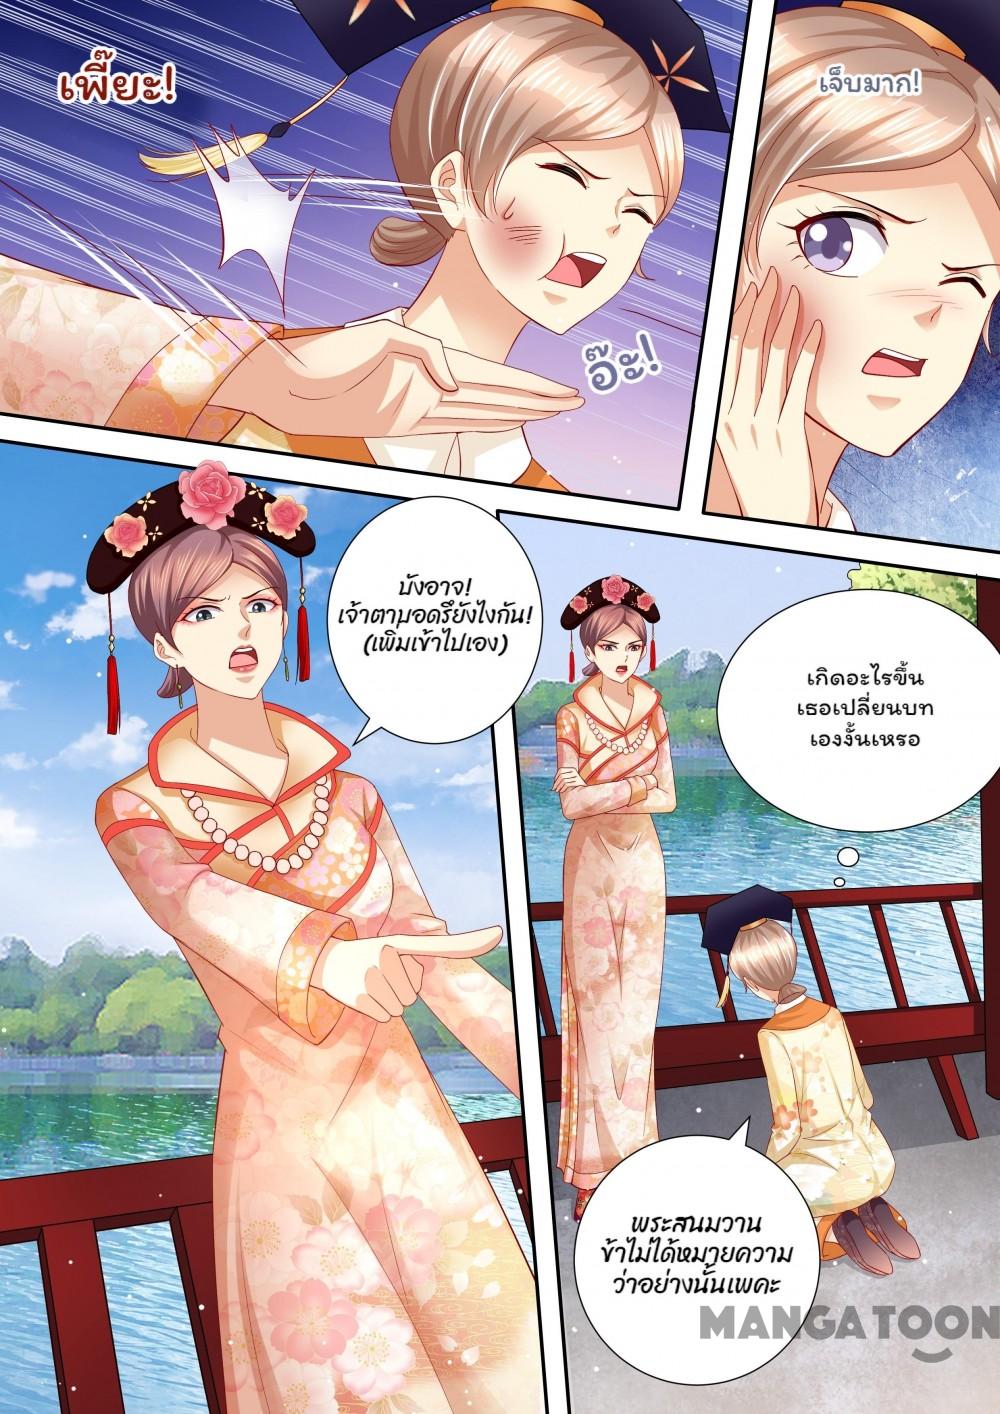 เพี๊ยะ!
อ๊ะ!
เจ็บมาก!
บังอาจ!
เจ้าตาบอดรึยังไงกัน!
(เพิ่มเข้าไปเอง)
เกิดอะไรขึ้น
เธอเปลี่ยนบท
เองงั้นเหรอ
พระสนมวาน
ข้าไม่ได้หมายความ
ว่าอย่างนั้นเพคะ
MANGATOON